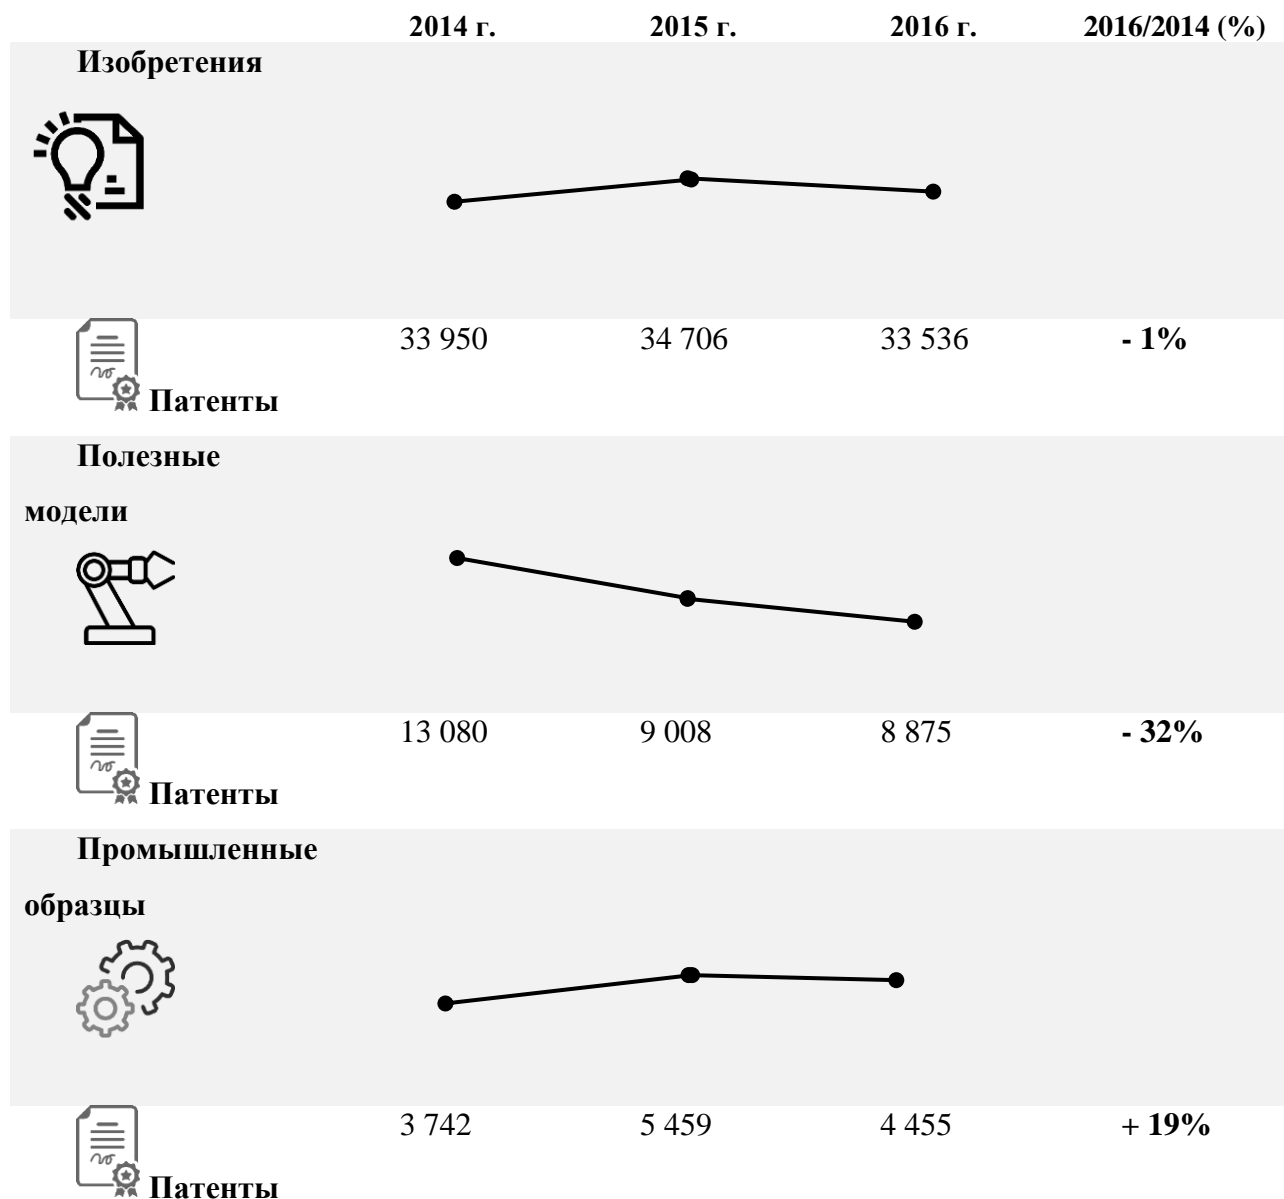 2014 г. 2015 г. 2016 г. 2016/2014 (%)
Изобретения
33 950 34 706 33 536 - 1%
Патенты
Полезные
модели
13 080 9 008 8 875 - 32%
Патенты
Промышленные
образцы
3 742 5 459 4 455 + 19%
Патенты